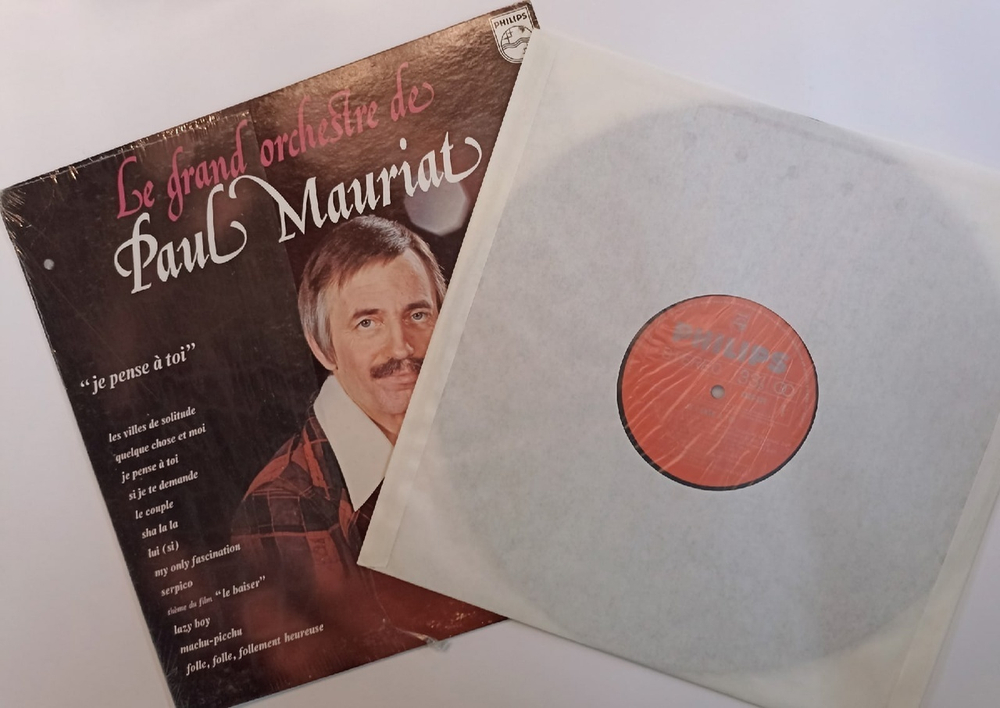 PHILIPS
Le grand orchestre de
Paul Mauriat
“je pense à toi”
les villes de solitude
quelque chose et moi
je pense à toi
si je te demande
le couple
sha la la
lui (si)
my only fascination
serpico
thème du film “le baiser”
lazy boy
machu-picchu
folle, folle, follement heureuse
PHILIPS